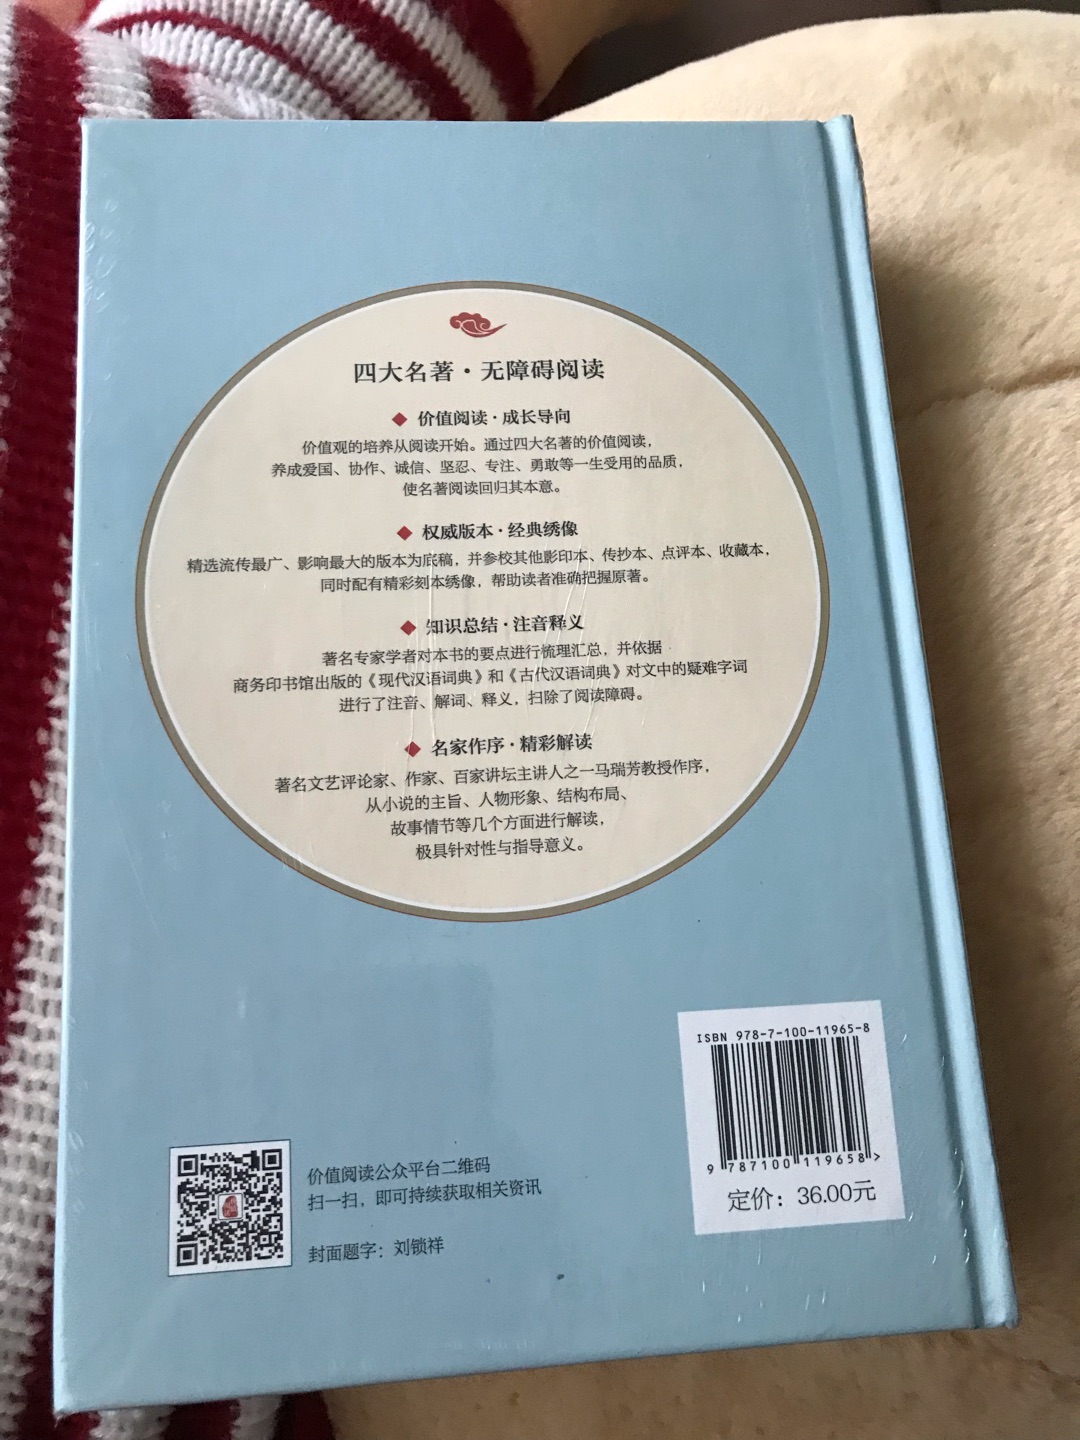 四大名著·无障碍阅读
◆ 价值阅读·成长导向
价值观的培养从阅读开始。通过四大名著的价值阅读，
养成爱国、协作、诚信、坚忍、专注、勇敢等一生受用的品质，
使名著阅读回归其本意。
◆ 权威版本·经典绣像
精选流传最广、影响最大的版本为底稿，并参校其他影印本、传抄本、点评本、收藏本，
同时配有精彩刻本绣像，帮助读者准确把握原著。
◆ 知识总结·注音释义
著名专家学者对本书的要点进行梳理汇总，并依据
商务印书馆出版的《现代汉语词典》和《古代汉语词典》对文中的疑难字词
进行了注音、解词、释义，扫除了阅读障碍。
◆ 名家作序·精彩解读
著名文艺评论家、作家、百家讲坛主讲人之一马瑞芳教授作序，
从小说的主旨、人物形象、结构布局、
故事情节等几个方面进行解读，
极具针对性与指导意义。
ISBN 978-7-100-11965-8
9 787100 119658 >
定价：36.00元
价值阅读公众平台二维码
扫一扫，即可持续获取相关资讯
封面题字：刘锁祥